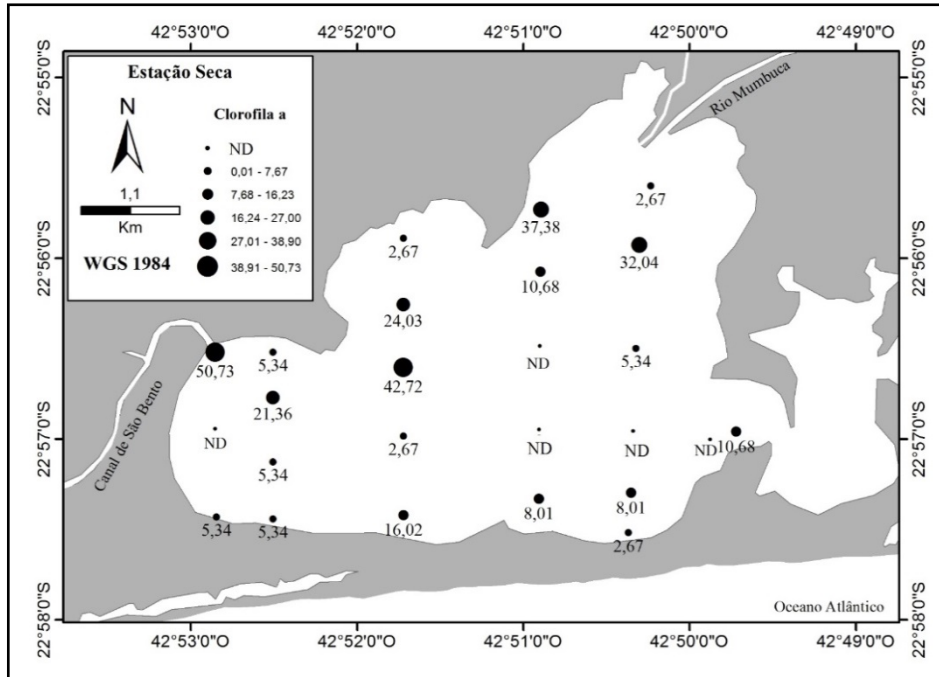 42°53'0"O 42°52'0"O 42°51'0"O 42°50'0"O 42°49'0"O
22°55'0"S
22°56'0"S
22°57'0"S
22°58'0"S
Estação Seca
N
1,1
Km
WGS 1984
Clorofila a
ND
0,01 - 7,67
7,68 - 16,23
16,24 - 27,00
27,01 - 38,90
38,91 - 50,73
Rio Mumbuca
2,67
37,38
2,67
32,04
10,68
24,03
50,73
5,34
42,72
ND
5,34
21,36
ND
2,67
ND
ND
ND
10,68
5,34
Canal de São Bento
5,34
5,34
16,02
8,01
8,01
2,67
Oceano Atlântico
22°55'0"S
22°56'0"S
22°57'0"S
22°58'0"S
42°53'0"O 42°52'0"O 42°51'0"O 42°50'0"O 42°49'0"O